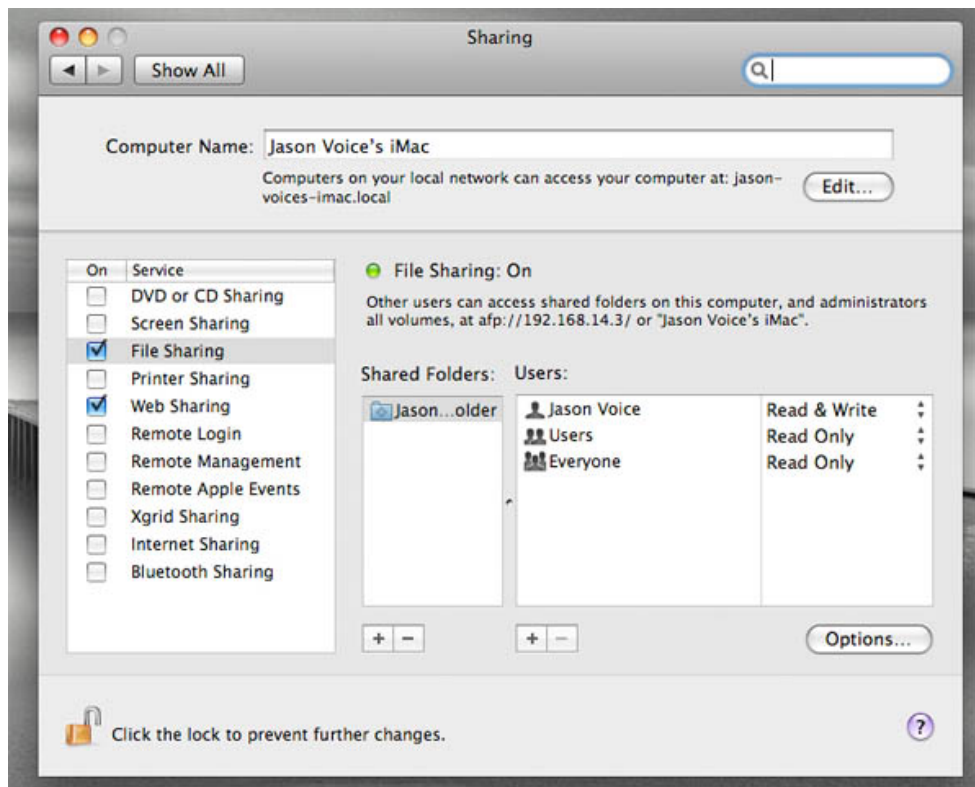 Sharing
Show All
Computer Name: Jason Voice's iMac
Computers on your local network can access your computer at: jason-
voices-imac.local
Edit...
On Service
DVD or CD Sharing
Screen Sharing
File Sharing
Printer Sharing
Web Sharing
Remote Login
Remote Management
Remote Apple Events
Xgrid Sharing
Internet Sharing
Bluetooth Sharing
File Sharing: On
Other users can access shared folders on this computer, and administrators
all volumes, at afp://192.168.14.3/ or "Jason Voice's iMac".
Shared Folders: Users:
Jason...older
Jason Voice Read & Write
Users Read Only
Everyone Read Only
+ − + −
Options...
Click the lock to prevent further changes.
?